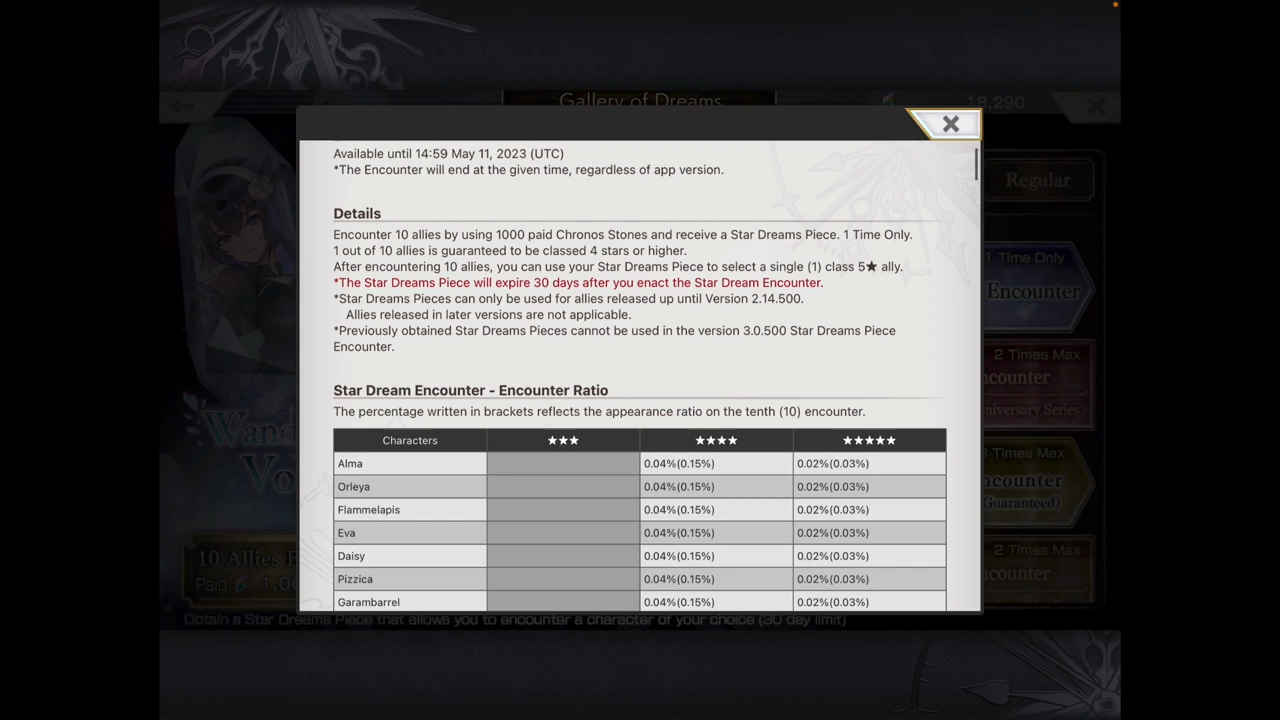 Gallery of Dreams
18,290
Available until 14:59 May 11, 2023 (UTC)
*The Encounter will end at the given time, regardless of app version.
Regular
Details
Encounter 10 allies by using 1000 paid Chronos Stones and receive a Star Dreams Piece. 1 Time Only.
1 out of 10 allies is guaranteed to be classed 4 stars or higher.
After encountering 10 allies, you can use your Star Dreams Piece to select a single (1) class 5★ ally.
*The Star Dreams Piece will expire 30 days after you enact the Star Dream Encounter.
*Star Dreams Pieces can only be used for allies released up until Version 2.14.500.
Allies released in later versions are not applicable.
*Previously obtained Star Dreams Pieces cannot be used in the version 3.0.500 Star Dreams Piece
Encounter.
Time Only
Encounter
2 Times Max
Star Dream Encounter - Encounter Ratio
The percentage written in brackets reflects the appearance ratio on the tenth (10) encounter.
Characters ★★★ ★★★★ ★★★★★
Alma 0.04%(0.15%) 0.02%(0.03%)
Orleya 0.04%(0.15%) 0.02%(0.03%)
Flammelapis 0.04%(0.15%) 0.02%(0.03%)
Eva 0.04%(0.15%) 0.02%(0.03%)
Daisy 0.04%(0.15%) 0.02%(0.03%)
Pizzica 0.04%(0.15%) 0.02%(0.03%)
Garambarrel 0.04%(0.15%) 0.02%(0.03%)
Times Max
Guaranteed)
2 Times Max
10 Allies
Paid
Obtain a Star Dreams Piece that allows you to encounter a character of your choice (30 day limit)